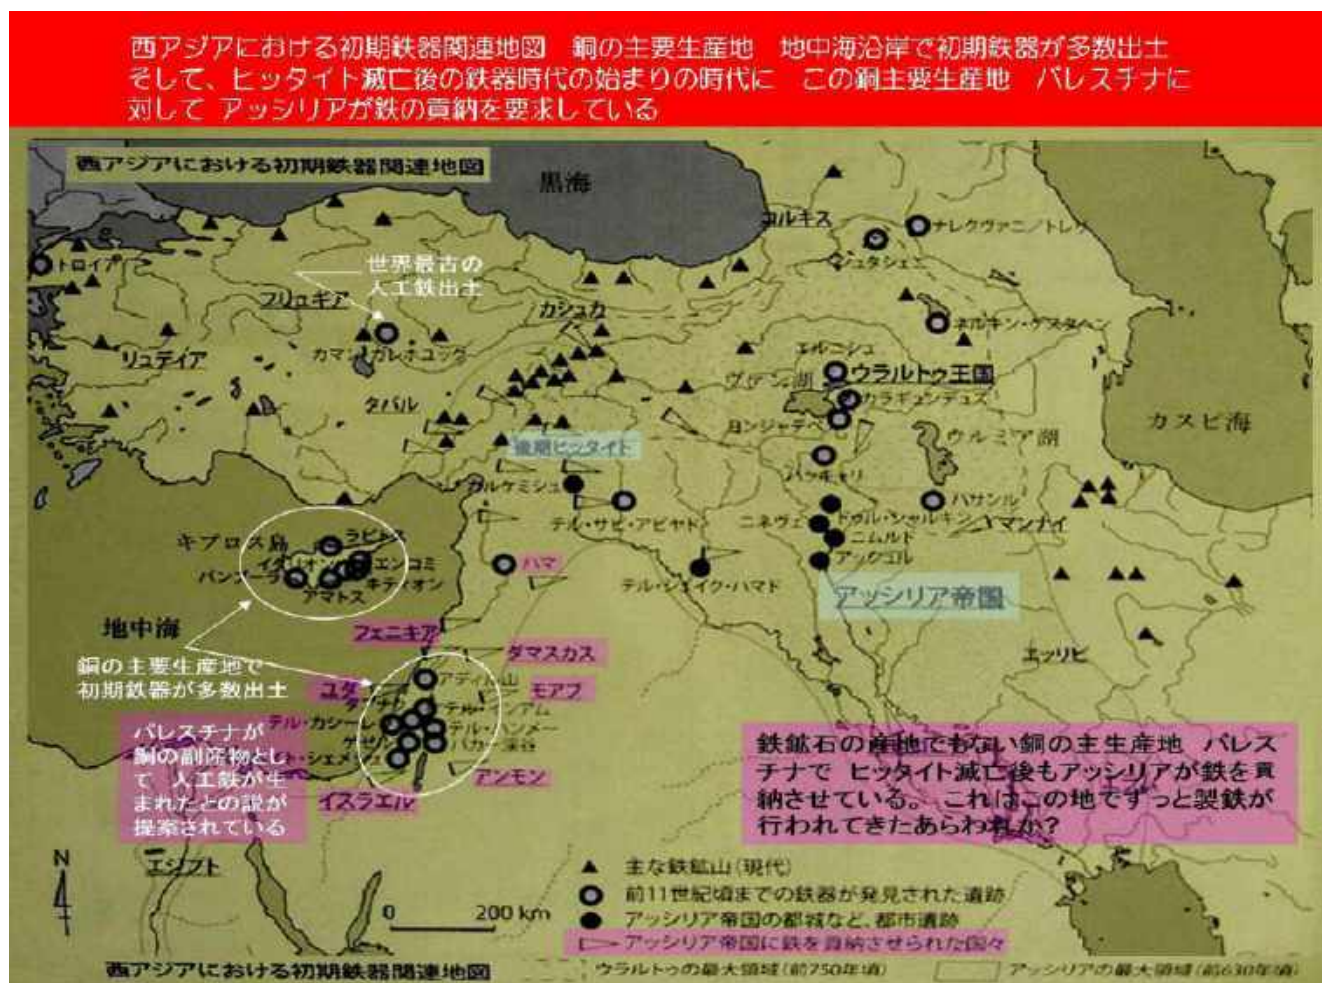 西アジアにおける初期鉄器関連地図　銅の主要生産地　地中海沿岸で初期鉄器が多数出土
そして、ヒッタイト滅亡後の鉄器時代の始まりの時代に　この銅主要生産地　パレスチナに
対して アッシリアが鉄の貢納を要求している
西アジアにおける初期鉄器関連地図
黒海
コルキス
ナレクヴァニ／トレリ
トロイア
世界最古の
人工鉄出土
フリュギア
カシュカ
ネルキン・ゲタシェン
リュディア
カマン・カレホユック
エルニシュ
ウラルトゥ王国
ヴァン湖
カラギュンデュズ
タバル
ヨンジャテペ
カスピ海
ウルミア湖
後期ヒッタイト
カルケミシュ
ハサンル
テル・サビ・アビヤド
ニネヴェ
ドゥル・シャルキン
マンナイ
ニムルド
キプロス島
ラピトス
エンコミ
キティオン
アマトス
ハマ
テル・シェイク・ハマド
アッシリア帝国
地中海
フェニキア
ダマスカス
エッリピ
銅の主要生産地で
初期鉄器が多数出土
アディル山
ユダ
モアブ
テル・カシーレ
ゲゼル
バカー渓谷
アンモン
イスラエル
パレスチナが
銅の副産物とし
て 人工鉄が生
まれたとの説が
提案されている
鉄鉱石の産地でもない銅の主生産地　パレス
チナで　ヒッタイト滅亡後もアッシリアが鉄を貢
納させている。　これはこの地でずっと製鉄が
行われてきたあらわれか?
エジプト
N
0　200 km
主な鉄鉱山(現代)
前11世紀頃までの鉄器が発見された遺跡
アッシリア帝国の都城など、都市遺跡
アッシリア帝国に鉄を貢納させられた国々
西アジアにおける初期鉄器関連地図
ウラルトゥの最大領域(前750年頃)
アッシリアの最大領域(前630年頃)